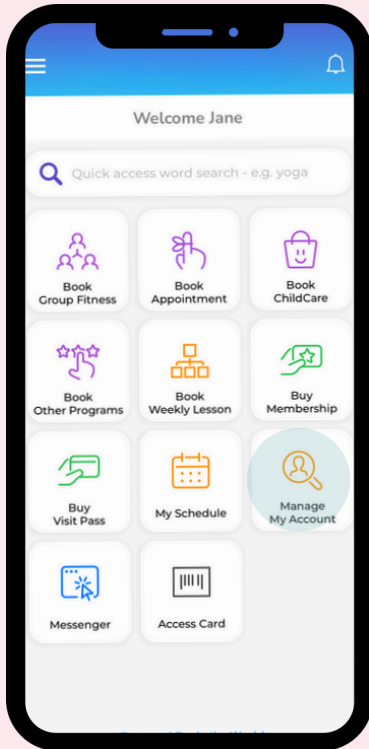 Welcome Jane
Quick access word search - e.g. yoga
Book
Group Fitness
Book
Appointment
Book
ChildCare
Book
Other Programs
Book
Weekly Lesson
Buy
Membership
Buy
Visit Pass
My Schedule
Manage
My Account
Messenger
Access Card